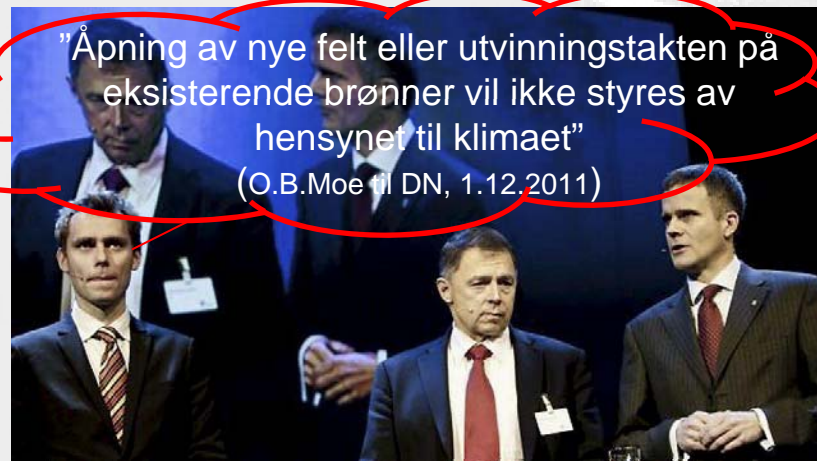 ”Åpning av nye felt eller utvinningstakten på
eksisterende brønner vil ikke styres av
hensynet til klimaet”
(O.B.Moe til DN, 1.12.2011)